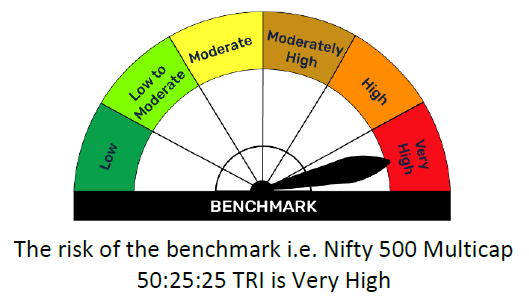 Low
Low to
Moderate
Moderate
Moderately
High
High
Very
High
BENCHMARK
The risk of the benchmark i.e. Nifty 500 Multicap
50:25:25 TRI is Very High